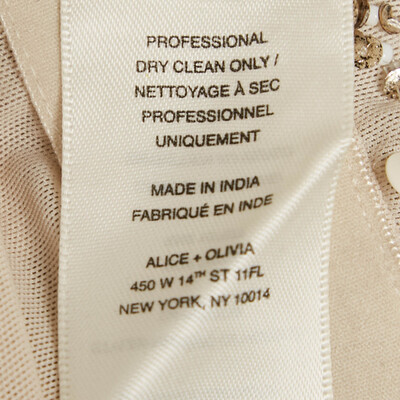 PROFESSIONAL
DRY CLEAN ONLY /
NETTOYAGE À SEC
PROFESSIONNEL
UNIQUEMENT
MADE IN INDIA
FABRIQUÉ EN INDE
ALICE + OLIVIA
450 W 14TH ST 11FL
NEW YORK, NY 10014